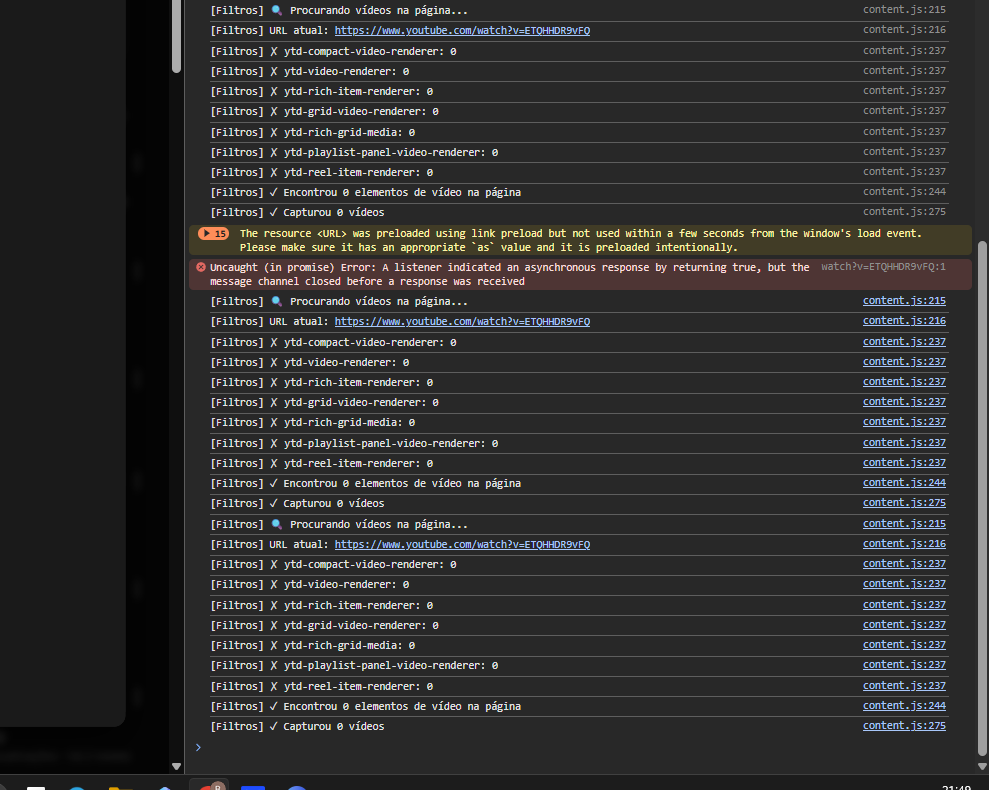 [Filtros] 🔍 Procurando vídeos na página... content.js:215
[Filtros] URL atual: https://www.youtube.com/watch?v=ETQHHDR9vFQ content.js:216
[Filtros] ✗ ytd-compact-video-renderer: 0 content.js:237
[Filtros] ✗ ytd-video-renderer: 0 content.js:237
[Filtros] ✗ ytd-rich-item-renderer: 0 content.js:237
[Filtros] ✗ ytd-grid-video-renderer: 0 content.js:237
[Filtros] ✗ ytd-rich-grid-media: 0 content.js:237
[Filtros] ✗ ytd-playlist-panel-video-renderer: 0 content.js:237
[Filtros] ✗ ytd-reel-item-renderer: 0 content.js:237
[Filtros] ✓ Encontrou 0 elementos de vídeo na página content.js:244
[Filtros] ✓ Capturou 0 vídeos content.js:275
15 The resource <URL> was preloaded using link preload but not used within a few seconds from the window's load event.
Please make sure it has an appropriate `as` value and it is preloaded intentionally.
Uncaught (in promise) Error: A listener indicated an asynchronous response by returning true, but the watch?v=ETQHHDR9vFQ:1
message channel closed before a response was received
[Filtros] 🔍 Procurando vídeos na página... content.js:215
[Filtros] URL atual: https://www.youtube.com/watch?v=ETQHHDR9vFQ content.js:216
[Filtros] ✗ ytd-compact-video-renderer: 0 content.js:237
[Filtros] ✗ ytd-video-renderer: 0 content.js:237
[Filtros] ✗ ytd-rich-item-renderer: 0 content.js:237
[Filtros] ✗ ytd-grid-video-renderer: 0 content.js:237
[Filtros] ✗ ytd-rich-grid-media: 0 content.js:237
[Filtros] ✗ ytd-playlist-panel-video-renderer: 0 content.js:237
[Filtros] ✗ ytd-reel-item-renderer: 0 content.js:237
[Filtros] ✓ Encontrou 0 elementos de vídeo na página content.js:244
[Filtros] ✓ Capturou 0 vídeos content.js:275
[Filtros] 🔍 Procurando vídeos na página... content.js:215
[Filtros] URL atual: https://www.youtube.com/watch?v=ETQHHDR9vFQ content.js:216
[Filtros] ✗ ytd-compact-video-renderer: 0 content.js:237
[Filtros] ✗ ytd-video-renderer: 0 content.js:237
[Filtros] ✗ ytd-rich-item-renderer: 0 content.js:237
[Filtros] ✗ ytd-grid-video-renderer: 0 content.js:237
[Filtros] ✗ ytd-rich-grid-media: 0 content.js:237
[Filtros] ✗ ytd-playlist-panel-video-renderer: 0 content.js:237
[Filtros] ✗ ytd-reel-item-renderer: 0 content.js:237
[Filtros] ✓ Encontrou 0 elementos de vídeo na página content.js:244
[Filtros] ✓ Capturou 0 vídeos content.js:275